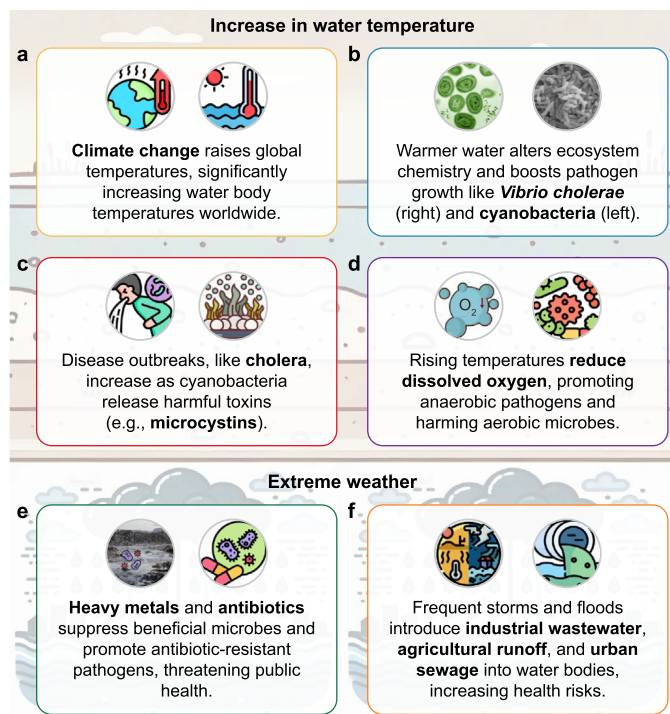 Increase in water temperature
a
Climate change raises global
temperatures, significantly
increasing water body
temperatures worldwide.
b
Warmer water alters ecosystem
chemistry and boosts pathogen
growth like Vibrio cholerae
(right) and cyanobacteria (left).
c
Disease outbreaks, like cholera,
increase as cyanobacteria
release harmful toxins
(e.g., microcystins).
d
O2
Rising temperatures reduce
dissolved oxygen, promoting
anaerobic pathogens and
harming aerobic microbes.
Extreme weather
e
Heavy metals and antibiotics
suppress beneficial microbes and
promote antibiotic-resistant
pathogens, threatening public
health.
f
Frequent storms and floods
introduce industrial wastewater,
agricultural runoff, and urban
sewage into water bodies,
increasing health risks.